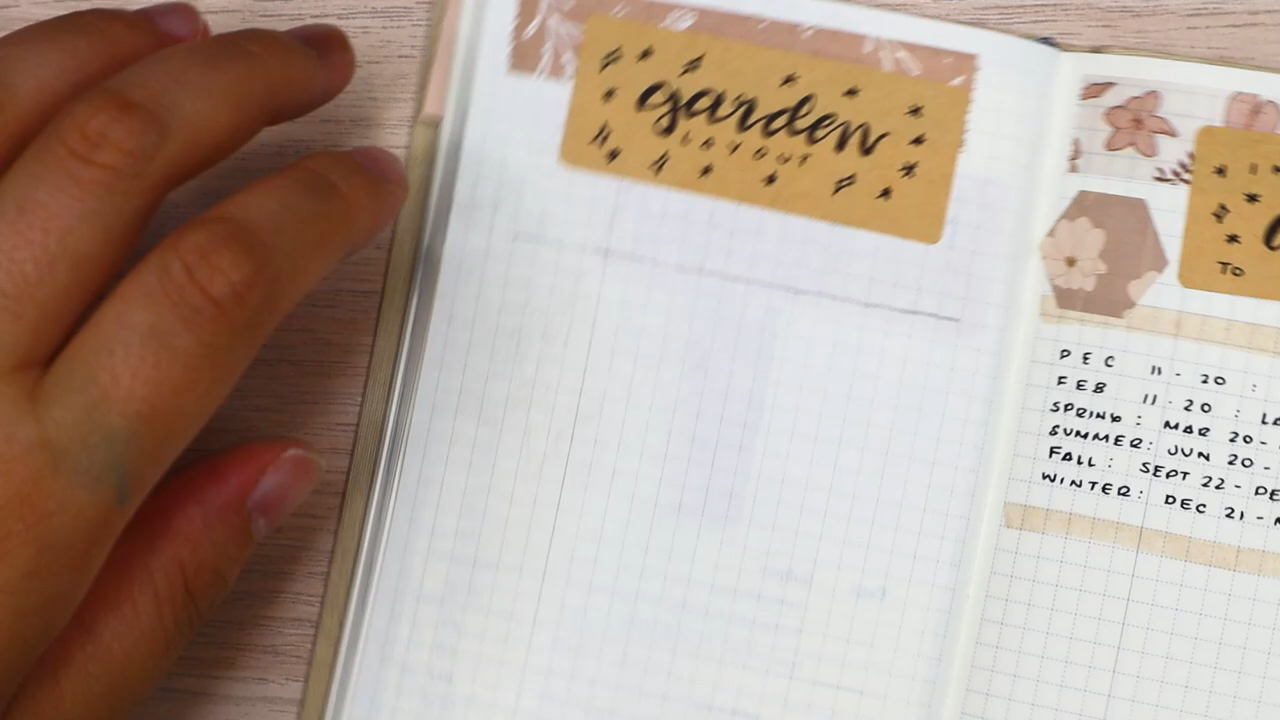 garden
LAYOUT
TO
DEC 11 - 20 :
FEB 11 - 20 :
SPRING : MAR 20 -
SUMMER: JUN 20 -
FALL : SEPT 22 - DE
WINTER: DEC 21 -